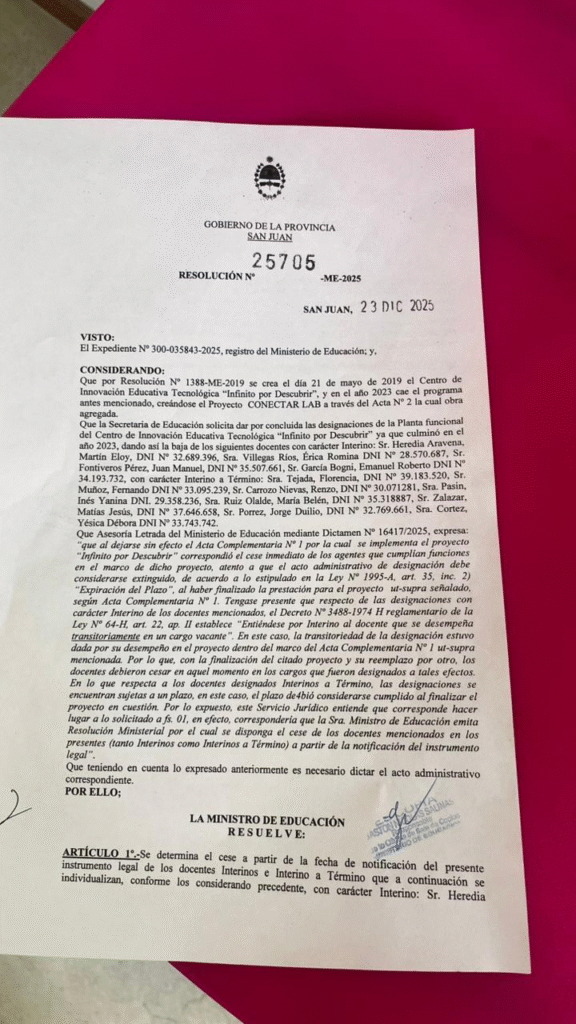 GOBIERNO DE LA PROVINCIA
SAN JUAN
25705
RESOLUCIÓN Nº -ME-2025
SAN JUAN, 23 DIC 2025
VISTO:
El Expediente Nº 300-035843-2025, registro del Ministerio de Educación; y,
CONSIDERANDO:
Que por Resolución Nº 1388-ME-2019 se crea el día 21 de mayo de 2019 el Centro de
Innovación Educativa Tecnológica “Infinito por Descubrir”, y en el año 2023 cae el programa
antes mencionado, creándose el Proyecto CONECTAR LAB a través del Acta Nº 2 la cual obra
agregada.
Que la Secretaria de Educación solicita dar por concluida las designaciones de la Planta funcional
del Centro de Innovación Educativa Tecnológica “Infinito por Descubrir” ya que culminó en el
año 2023, dando así la baja de los siguientes docentes con carácter Interino: Sr. Heredia Aravena,
Martín Eloy, DNI Nº 32.689.396, Sra. Villegas Ríos, Érica Romina DNI Nº 28.570.687, Sr.
Fontiveros Pérez, Juan Manuel, DNI Nº 35.507.661, Sr. García Bogni, Emanuel Roberto DNI Nº
34.193.732, con carácter Interino a Término: Sra. Tejada, Florencia, DNI Nº 39.183.520, Sr.
Muñoz, Fernando DNI Nº 33.095.239, Sr. Carrozo Nievas, Renzo, DNI Nº 30.071281, Sra. Pasin,
Inés Yanina DNI. 29.358.236, Sra. Ruiz Olalde, María Belén, DNI Nº 35.318887, Sr. Zalazar,
Matías Jesús, DNI Nº 37.646.658, Sr. Porrez, Jorge Duilio, DNI Nº 32.769.661, Sra. Cortez,
Yésica Débora DNI Nº 33.743.742.
Que Asesoría Letrada del Ministerio de Educación mediante Dictamen Nº 16417/2025, expresa:
“que al dejarse sin efecto el Acta Complementaria Nº 1 por la cual se implementa el proyecto
“Infinito por Descubrir” correspondió el cese inmediato de los agentes que cumplían funciones
en el marco de dicho proyecto, atento a que el acto administrativo de designación debe
considerarse extinguido, de acuerdo a lo estipulado en la Ley Nº 1995-A, art. 35, inc. 2)
“Expiración del Plazo”, al haber finalizado la prestación para el proyecto ut-supra señalado,
según Acta Complementaria Nº 1. Tengase presente que respecto de las designaciones con
carácter Interino de los docentes mencionados, el Decreto Nº 3488-1974 H reglamentario de la
Ley Nº 64-H, art. 22, ap. II establece “Entiéndese por Interino al docente que se desempeña
transitoriamente en un cargo vacante”. En este caso, la transitoriedad de la designación estuvo
dada por su desempeño en el proyecto dentro del marco del Acta Complementaria Nº 1 ut-supra
mencionada. Por lo que, con la finalización del citado proyecto y su reemplazo por otro, los
docentes debieron cesar en aquel momento en los cargos que fueron designados a tales efectos.
En lo que respecta a los docentes designados Interinos a Término, las designaciones se
encuentran sujetas a un plazo, en este caso, el plazo de4bió considerarse cumplido al finalizar el
proyecto en cuestión. Por lo expuesto, este Servicio Jurídico entiende que corresponde hacer
lugar a lo solicitado a fs. 01, en efecto, correspondería que la Sra. Ministro de Educación emita
Resolución Ministerial por el cual se disponga el cese de los docentes mencionados en los
presentes (tanto Interinos como Interinos a Término) a partir de la notificación del instrumento
legal”.
Que teniendo en cuenta lo expresado anteriormente es necesario dictar el acto administrativo
correspondiente.
POR ELLO;
LA MINISTRO DE EDUCACIÓN
R E S U E L V E:
ARTÍCULO 1º.-Se determina el cese a partir de la fecha de notificación del presente
instrumento legal de los docentes Interinos e Interino a Término que a continuación se
individualizan, conforme los considerando precedente, con carácter Interino: Sr. Heredia